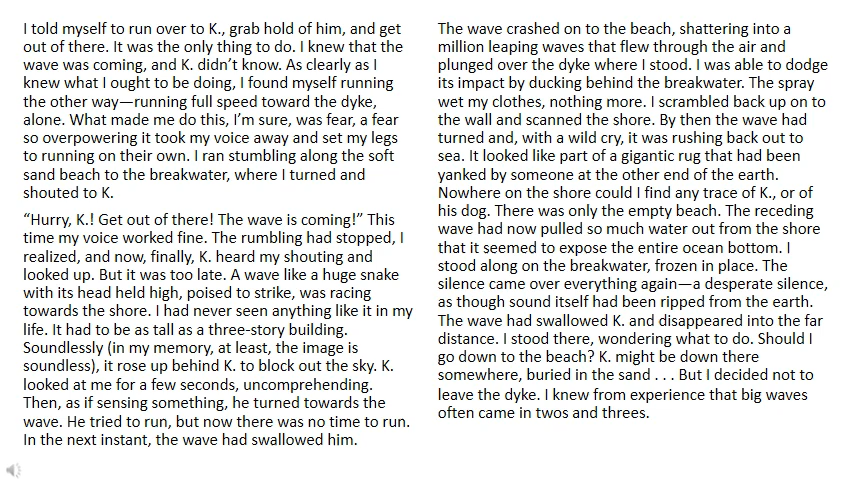 I told myself to run over to K., grab hold of him, and get
out of there. It was the only thing to do. I knew that the
wave was coming, and K. didn’t know. As clearly as I
knew what I ought to be doing, I found myself running
the other way—running full speed toward the dyke,
alone. What made me do this, I’m sure, was fear, a fear
so overpowering it took my voice away and set my legs
to running on their own. I ran stumbling along the soft
sand beach to the breakwater, where I turned and
shouted to K.
“Hurry, K.! Get out of there! The wave is coming!” This
time my voice worked fine. The rumbling had stopped, I
realized, and now, finally, K. heard my shouting and
looked up. But it was too late. A wave like a huge snake
with its head held high, poised to strike, was racing
towards the shore. I had never seen anything like it in my
life. It had to be as tall as a three-story building.
Soundlessly (in my memory, at least, the image is
soundless), it rose up behind K. to block out the sky. K.
looked at me for a few seconds, uncomprehending.
Then, as if sensing something, he turned towards the
wave. He tried to run, but now there was no time to run.
In the next instant, the wave had swallowed him.
The wave crashed on to the beach, shattering into a
million leaping waves that flew through the air and
plunged over the dyke where I stood. I was able to dodge
its impact by ducking behind the breakwater. The spray
wet my clothes, nothing more. I scrambled back up on to
the wall and scanned the shore. By then the wave had
turned and, with a wild cry, it was rushing back out to
sea. It looked like part of a gigantic rug that had been
yanked by someone at the other end of the earth.
Nowhere on the shore could I find any trace of K., or of
his dog. There was only the empty beach. The receding
wave had now pulled so much water out from the shore
that it seemed to expose the entire ocean bottom. I
stood along on the breakwater, frozen in place. The
silence came over everything again—a desperate silence,
as though sound itself had been ripped from the earth.
The wave had swallowed K. and disappeared into the far
distance. I stood there, wondering what to do. Should I
go down to the beach? K. might be down there
somewhere, buried in the sand . . . But I decided not to
leave the dyke. I knew from experience that big waves
often came in twos and threes.